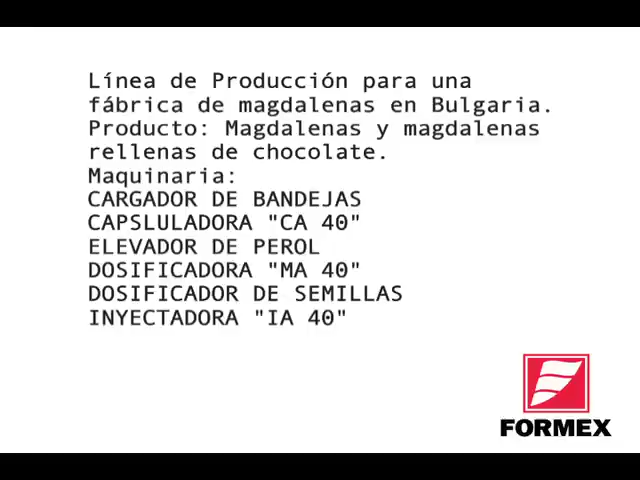 Línea de Producción para una
fábrica de magdalenas en Bulgaria.
Producto: Magdalenas y magdalenas
rellenas de chocolate.
Maquinaria:
CARGADOR DE BANDEJAS
CAPSLULADORA "CA 40"
ELEVADOR DE PEROL
DOSIFICADORA "MA 40"
DOSIFICADOR DE SEMILLAS
INYECTADORA "IA 40"
FORMEX